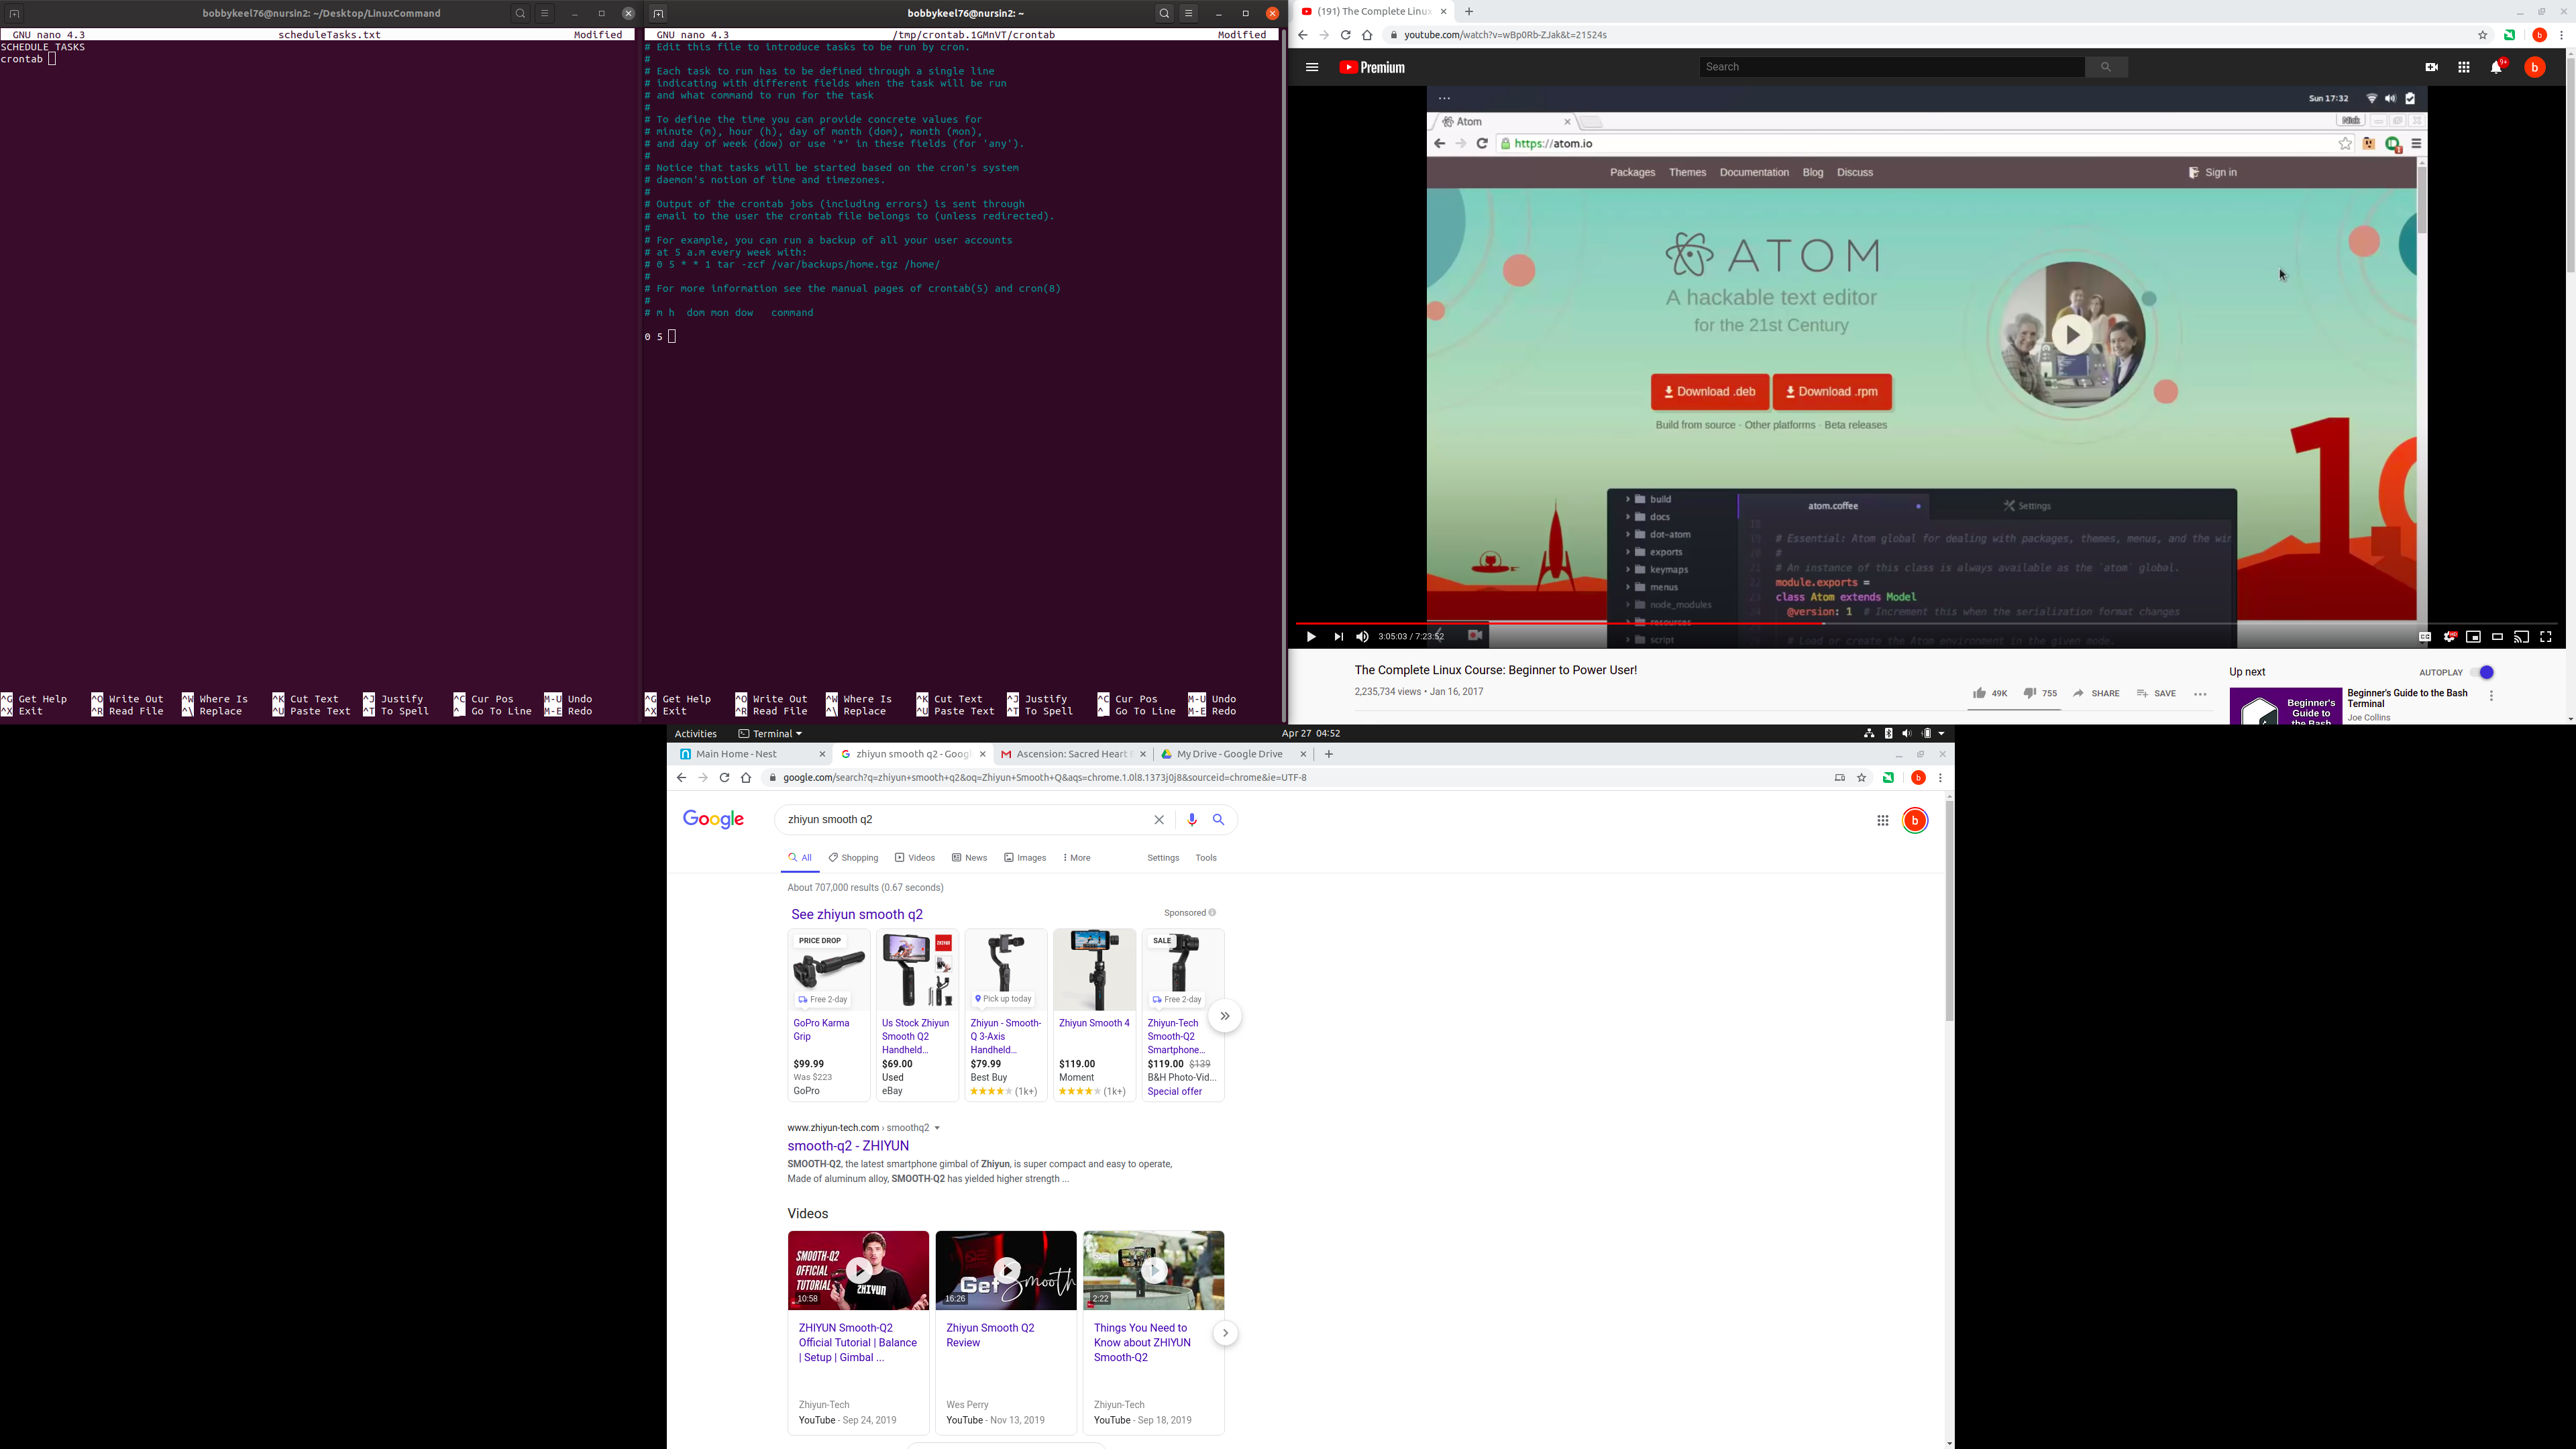 bobbykeel76@nursin2: ~/Desktop/LinuxCommand
GNU nano 4.3 scheduleTasks.txt Modified
SCHEDULE_TASKS
crontab
^G Get Help ^O Write Out ^W Where Is ^K Cut Text ^J Justify ^C Cur Pos M-U Undo
^X Exit ^R Read File ^\ Replace ^U Paste Text ^T To Spell ^_ Go To Line M-E Redo
bobbykeel76@nursin2: ~
GNU nano 4.3 /tmp/crontab.1GMnVT/crontab Modified
# Edit this file to introduce tasks to be run by cron.
#
# Each task to run has to be defined through a single line
# indicating with different fields when the task will be run
# and what command to run for the task
#
# To define the time you can provide concrete values for
# minute (m), hour (h), day of month (dom), month (mon),
# and day of week (dow) or use '*' in these fields (for 'any').
#
# Notice that tasks will be started based on the cron's system
# daemon's notion of time and timezones.
#
# Output of the crontab jobs (including errors) is sent through
# email to the user the crontab file belongs to (unless redirected).
#
# For example, you can run a backup of all your user accounts
# at 5 a.m every week with:
# 0 5 * * 1 tar -zcf /var/backups/home.tgz /home/
#
# For more information see the manual pages of crontab(5) and cron(8)
#
# m h  dom mon dow   command
0 5
^G Get Help ^O Write Out ^W Where Is ^K Cut Text ^J Justify ^C Cur Pos M-U Undo
^X Exit ^R Read File ^\ Replace ^U Paste Text ^T To Spell ^_ Go To Line M-E Redo
(191) The Complete Linux
youtube.com/watch?v=wBp0Rb-ZJak&t=21524s
b
Premium
Search
9+
b
Sun 17:32
Atom
Nick
https://atom.io
Packages Themes Documentation Blog Discuss Sign in
ATOM
A hackable text editor
for the 21st Century
Download .deb Download .rpm
Build from source · Other platforms · Beta releases
build
docs
dot-atom
exports
keymaps
menus
node_modules
resources
script
atom.coffee Settings
18
19 # Essential: Atom global for dealing with packages, themes, menus, and the win
20 #
21 # An instance of this class is always available as the `atom` global.
22 module.exports =
23 class Atom extends Model
24 @version: 1 # Increment this when the serialization format changes
# Load or create the Atom environment in the given mode.
3:05:03 / 7:23:52
CC HD
The Complete Linux Course: Beginner to Power User!
2,235,734 views • Jan 16, 2017
49K 755 SHARE SAVE
Up next AUTOPLAY
Beginner's Guide to the Bash
Beginner's Guide to the Bash
Terminal
Joe Collins
Activities Terminal Apr 27 04:52
Main Home - Nest
zhiyun smooth q2 - Googl
Ascension: Sacred Heart
My Drive - Google Drive
google.com/search?q=zhiyun+smooth+q2&oq=Zhiyun+Smooth+Q&aqs=chrome.1.0l8.1373j0j8&sourceid=chrome&ie=UTF-8
b
Google
zhiyun smooth q2
b
All Shopping Videos News Images More Settings Tools
About 707,000 results (0.67 seconds)
See zhiyun smooth q2 Sponsored
PRICE DROP
Free 2-day
GoPro Karma
Grip
$99.99
Was $223
GoPro
ZHIYUN
Us Stock Zhiyun
Smooth Q2
Handheld...
$69.00
Used
eBay
Pick up today
Zhiyun - Smooth-
Q 3-Axis
Handheld...
$79.99
Best Buy
(1k+)
Zhiyun Smooth 4
$119.00
Moment
(1k+)
SALE
Free 2-day
Zhiyun-Tech
Smooth-Q2
Smartphone...
$119.00 $139
B&H Photo-Vid...
Special offer
www.zhiyun-tech.com › smoothq2
smooth-q2 - ZHIYUN
SMOOTH-Q2, the latest smartphone gimbal of Zhiyun, is super compact and easy to operate,
Made of aluminum alloy, SMOOTH-Q2 has yielded higher strength ...
Videos
SMOOTH-Q2
OFFICIAL
TUTORIAL
ZHIYUN
10:58
ZHIYUN Smooth-Q2
Official Tutorial | Balance
| Setup | Gimbal ...
Zhiyun-Tech
YouTube - Sep 24, 2019
Get Smooth
16:26
Zhiyun Smooth Q2
Review
Wes Perry
YouTube - Nov 13, 2019
2:22
Things You Need to
Know about ZHIYUN
Smooth-Q2
Zhiyun-Tech
YouTube - Sep 18, 2019